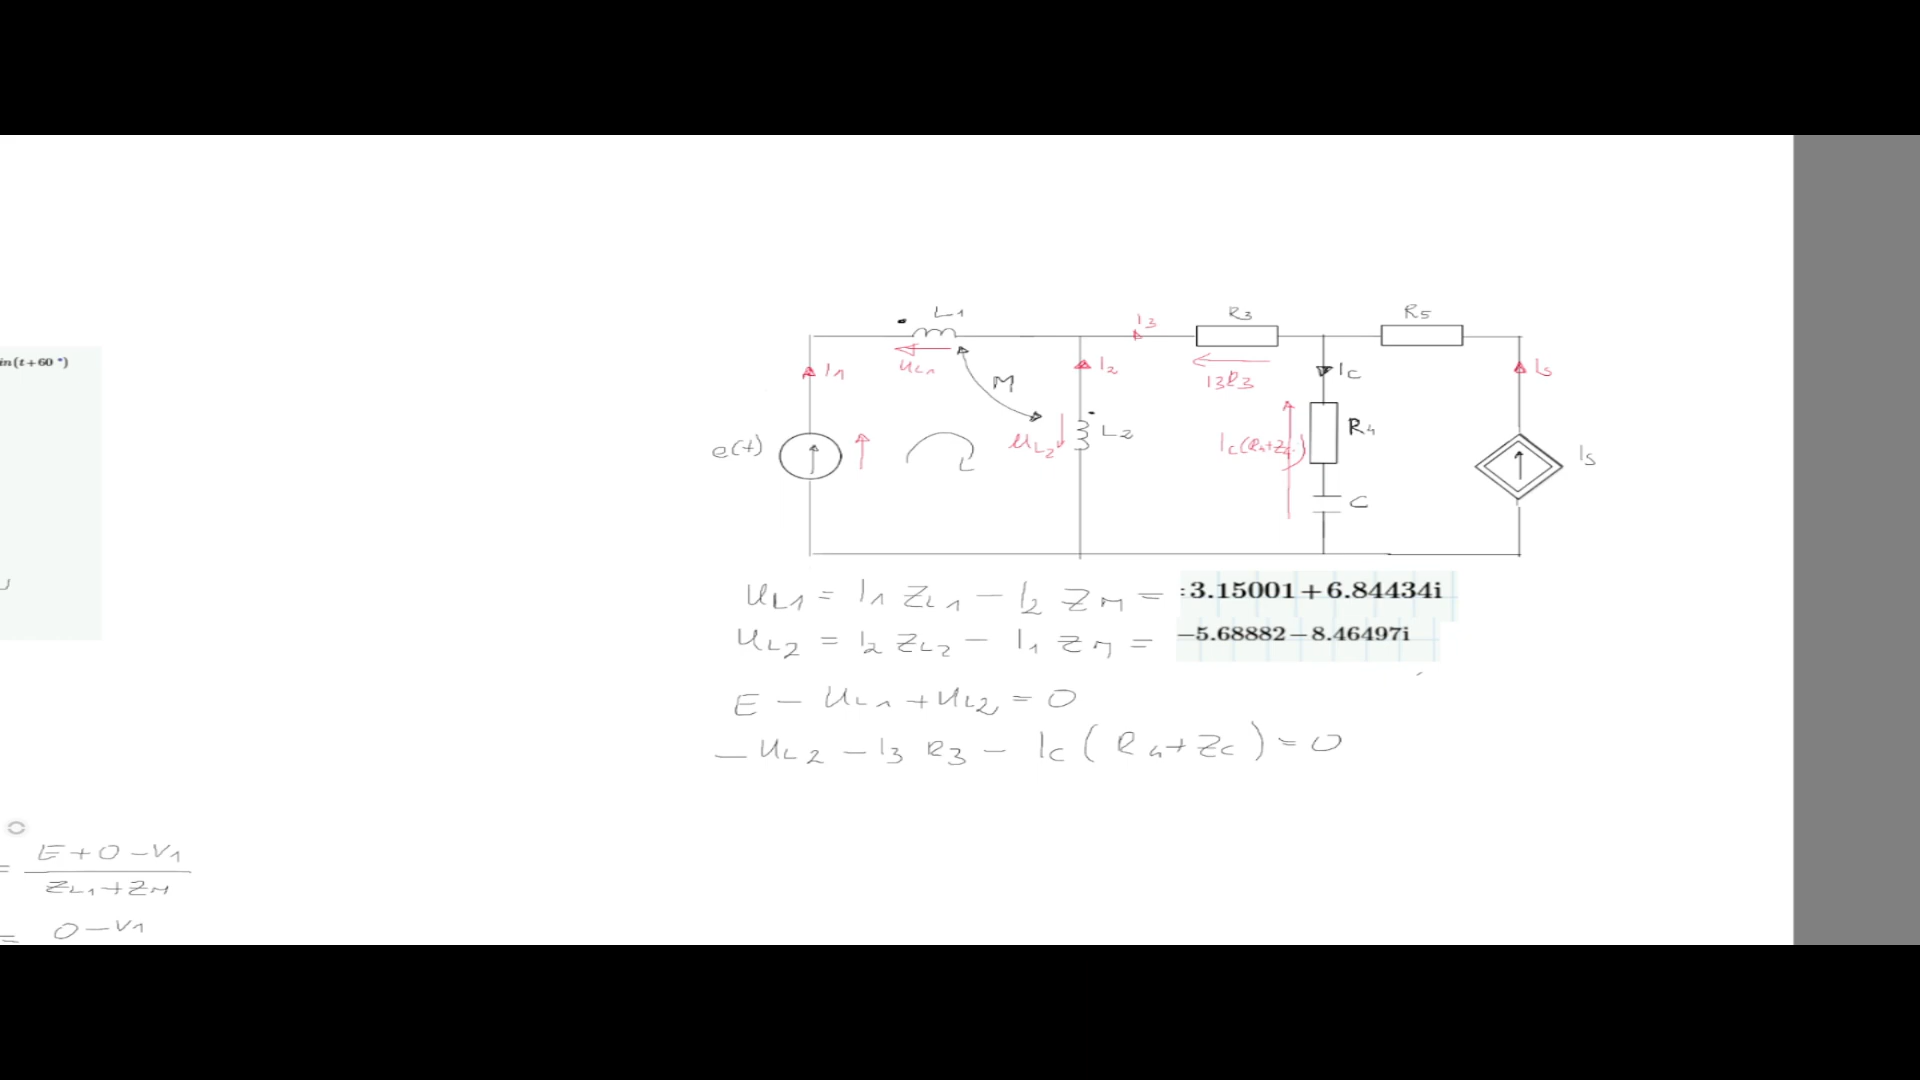 in(t+60°)
L1
R3
R5
I3
I1
UL1
M
I2
I3R3
IC
IS
e(t)
UL2
L2
IC(R4+ZC)
R4
IS
C
UL1 = I1 ZL1 − I2 ZM = :3.15001+6.84434i
UL2 = I2 ZL2 − I1 ZM = −5.68882−8.46497i
E − UL1 + UL2 = 0
−UL2 − I3 R3 − IC (R4+ZC) = 0
= E+0−V1
ZL1+ZM
= 0−V1